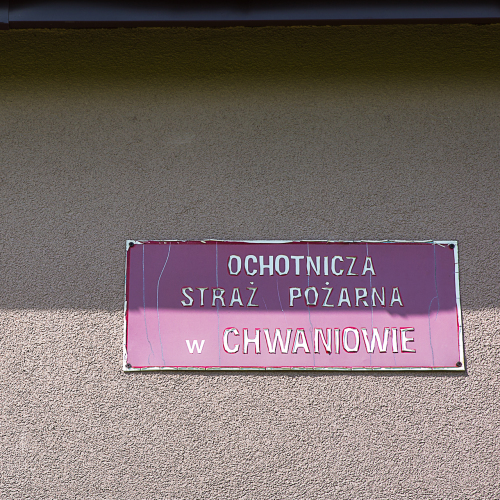 OCHOTNICZA
STRAŻ POŻARNA
w CHWANIOWIE